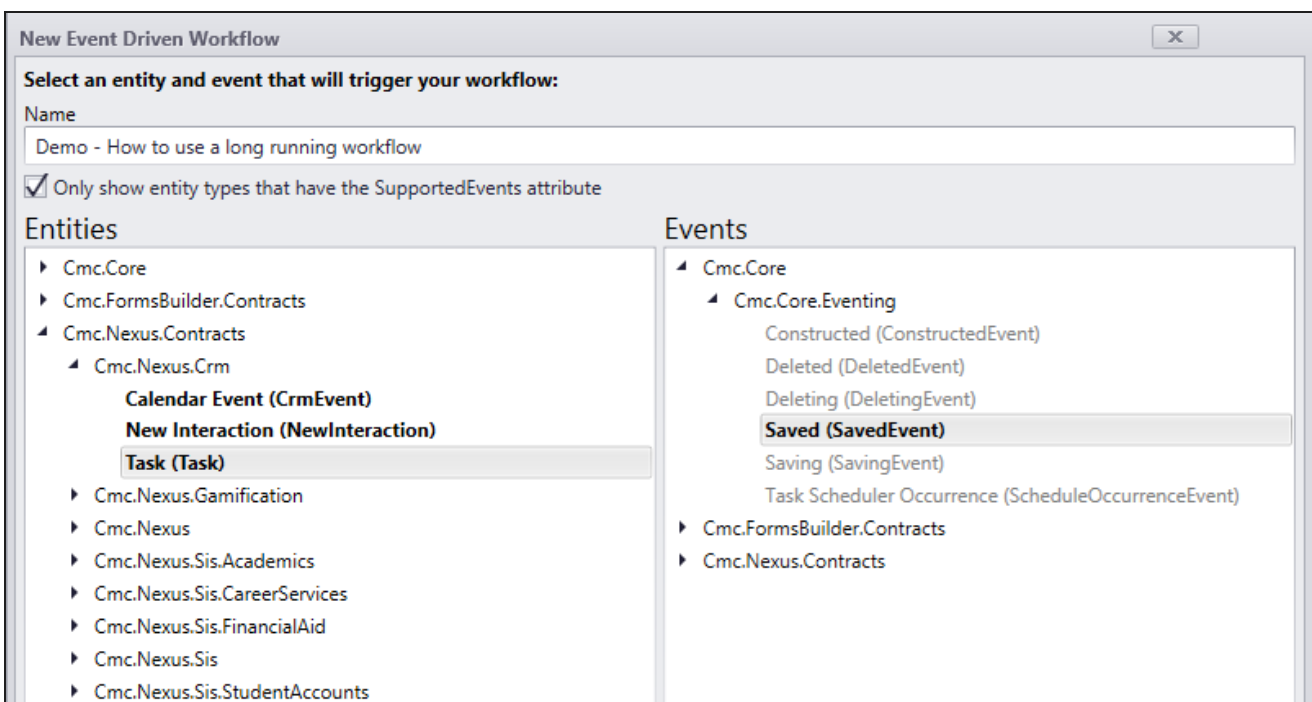 New Event Driven Workflow
x
Select an entity and event that will trigger your workflow:
Name
Demo - How to use a long running workflow
Only show entity types that have the SupportedEvents attribute
Entities
Cmc.Core
Cmc.FormsBuilder.Contracts
Cmc.Nexus.Contracts
Cmc.Nexus.Crm
Calendar Event (CrmEvent)
New Interaction (NewInteraction)
Task (Task)
Cmc.Nexus.Gamification
Cmc.Nexus
Cmc.Nexus.Sis.Academics
Cmc.Nexus.Sis.CareerServices
Cmc.Nexus.Sis.FinancialAid
Cmc.Nexus.Sis
Cmc.Nexus.Sis.StudentAccounts
Events
Cmc.Core
Cmc.Core.Eventing
Constructed (ConstructedEvent)
Deleted (DeletedEvent)
Deleting (DeletingEvent)
Saved (SavedEvent)
Saving (SavingEvent)
Task Scheduler Occurrence (ScheduleOccurrenceEvent)
Cmc.FormsBuilder.Contracts
Cmc.Nexus.Contracts